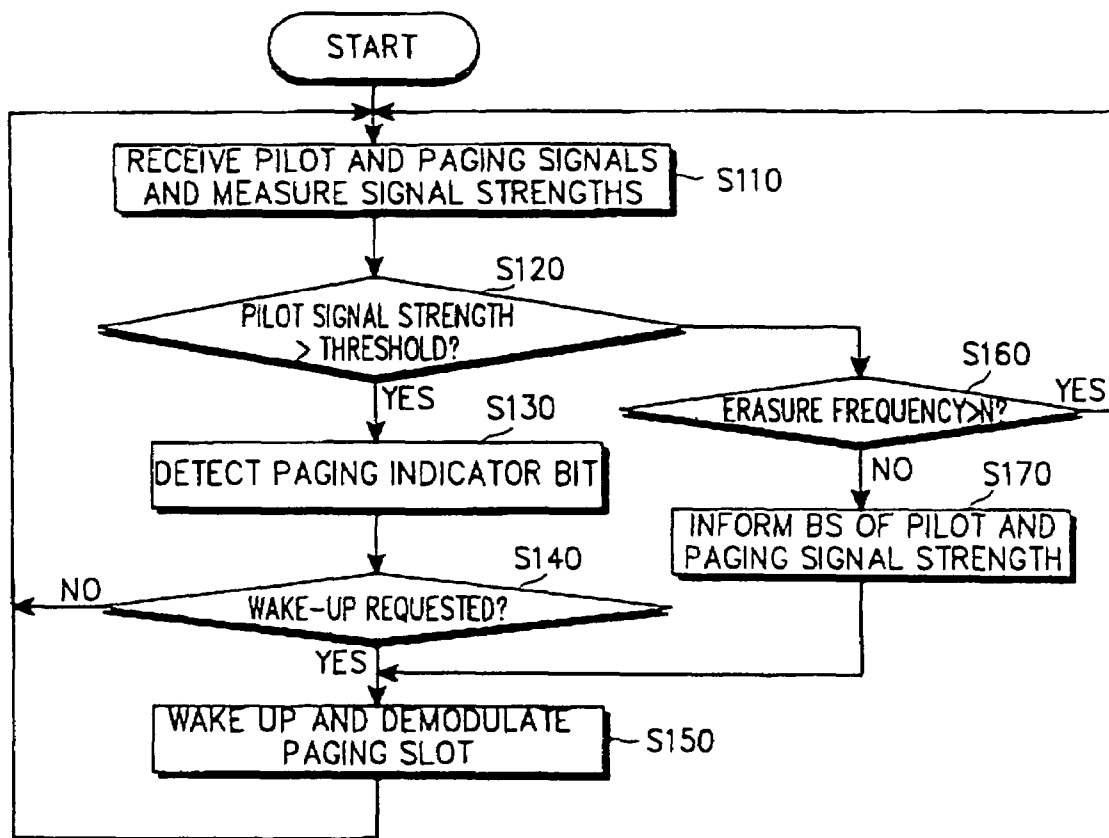 START
RECEIVE PILOT AND PAGING SIGNALS
AND MEASURE SIGNAL STRENGTHS
S110
S120
PILOT SIGNAL STRENGTH
> THRESHOLD?
YES
S130
DETECT PAGING INDICATOR BIT
S140
NO
WAKE-UP REQUESTED?
YES
WAKE UP AND DEMODULATE
PAGING SLOT
S150
S160
YES
ERASURE FREQUENCY>N?
NO
S170
INFORM BS OF PILOT AND
PAGING SIGNAL STRENGTH